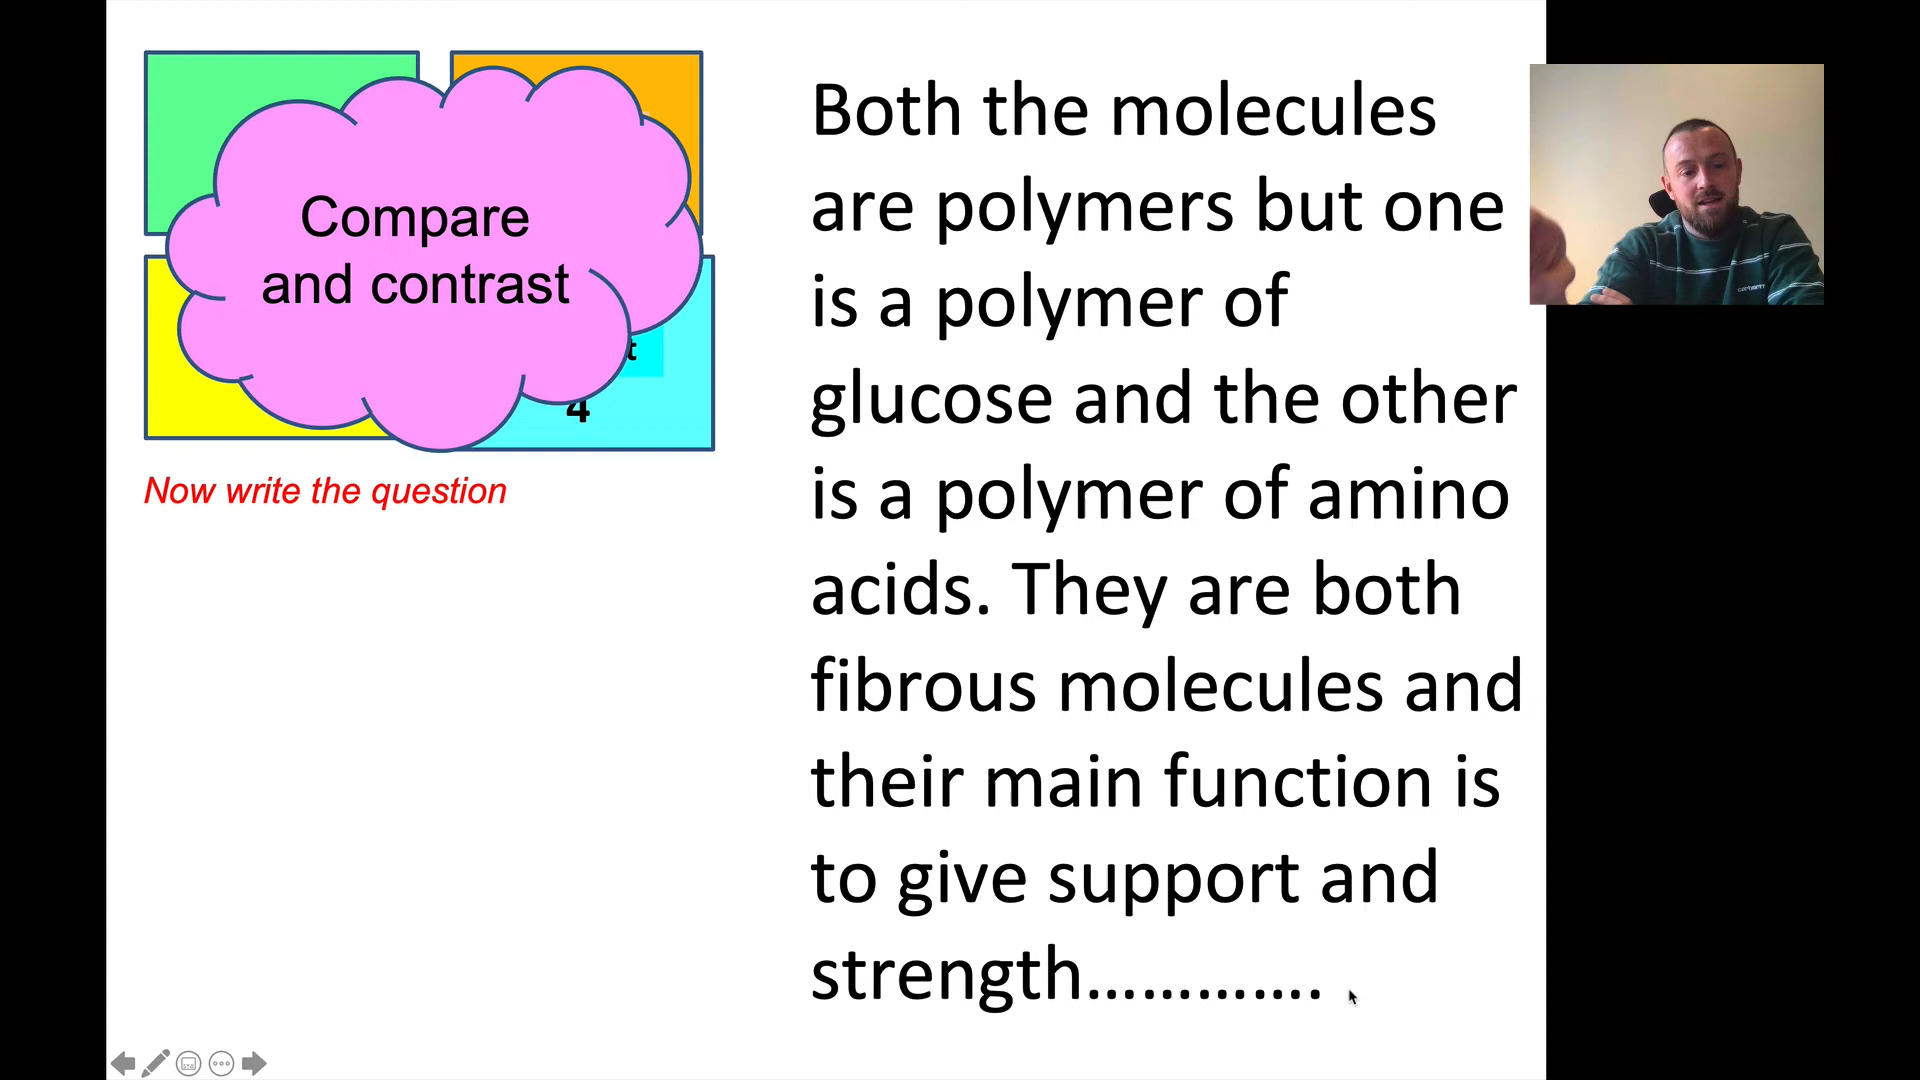 Compare
and contrast
t
4
Now write the question
Both the molecules
are polymers but one
is a polymer of
glucose and the other
is a polymer of amino
acids. They are both
fibrous molecules and
their main function is
to give support and
strength………….
carhartt